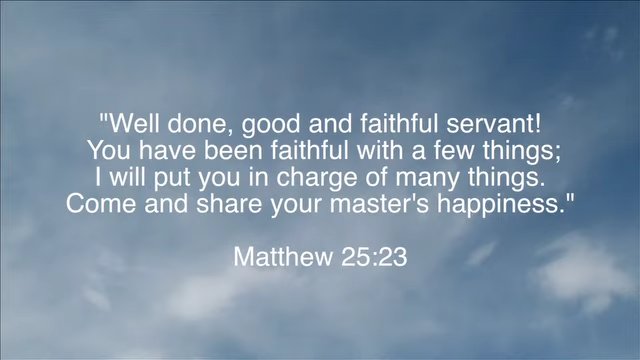 "Well done, good and faithful servant!
You have been faithful with a few things;
I will put you in charge of many things.
Come and share your master's happiness."
Matthew 25:23